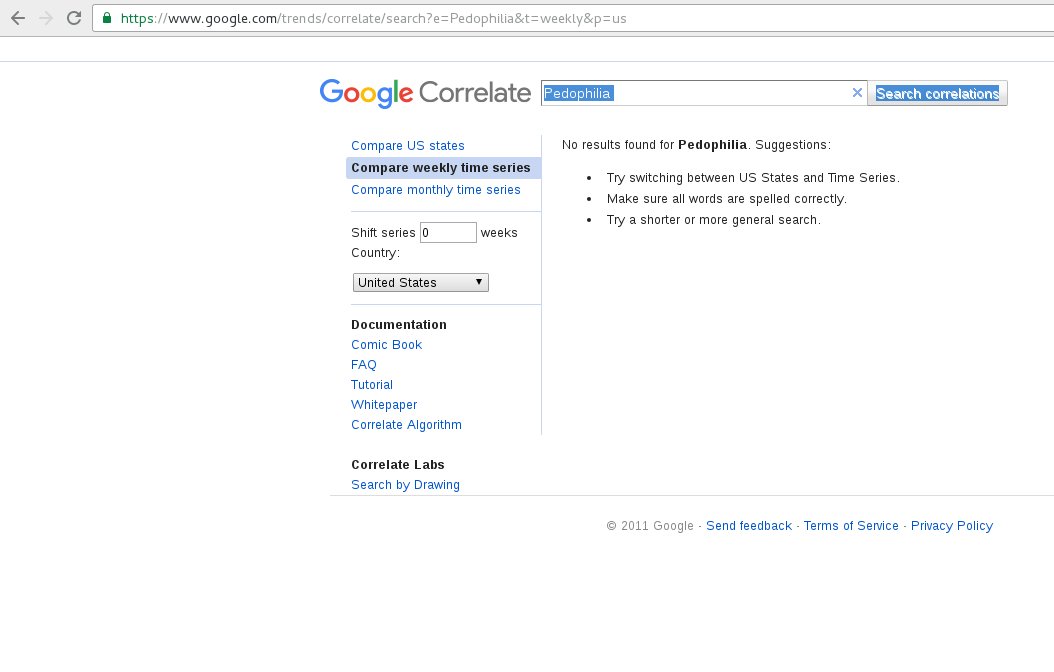 https://www.google.com/trends/correlate/search?e=Pedophilia&t=weekly&p=us
Google Correlate
Pedophilia
Search correlations
Compare US states
Compare weekly time series
Compare monthly time series
Shift series 0 weeks
Country:
United States
Documentation
Comic Book
FAQ
Tutorial
Whitepaper
Correlate Algorithm
Correlate Labs
Search by Drawing
No results found for Pedophilia. Suggestions:
Try switching between US States and Time Series.
Make sure all words are spelled correctly.
Try a shorter or more general search.
© 2011 Google - Send feedback - Terms of Service - Privacy Policy